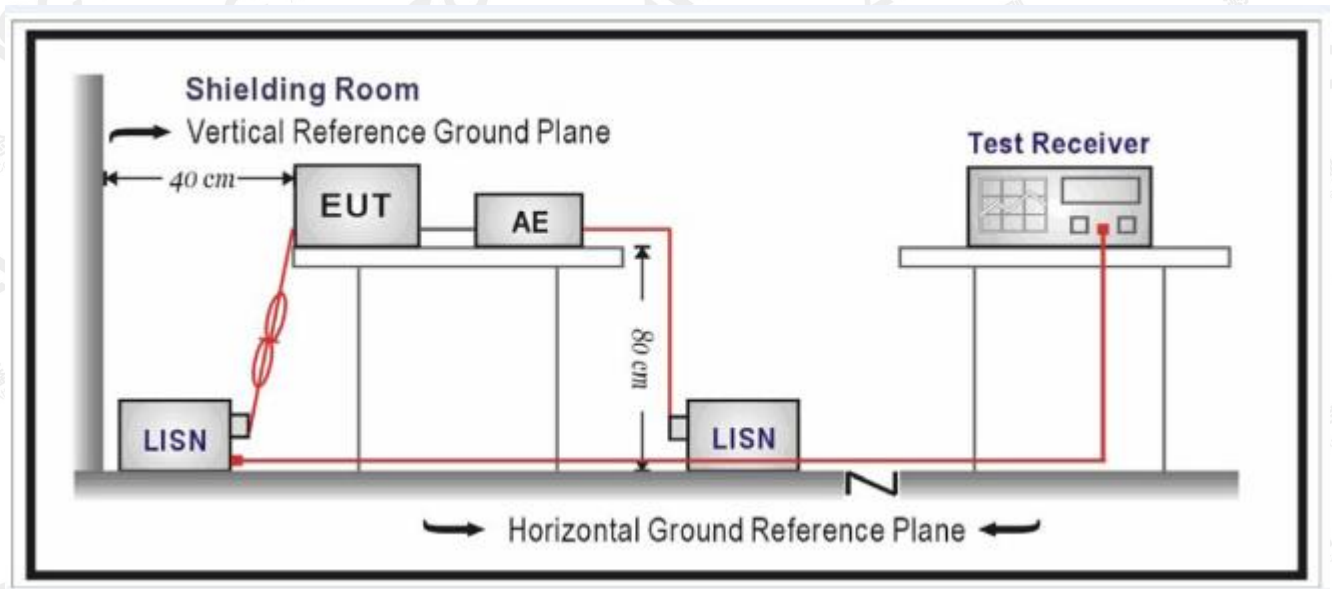 Shielding Room
Vertical Reference Ground Plane
Test Receiver
40 cm
EUT
AE
80 cm
LISN
LISN
Horizontal Ground Reference Plane